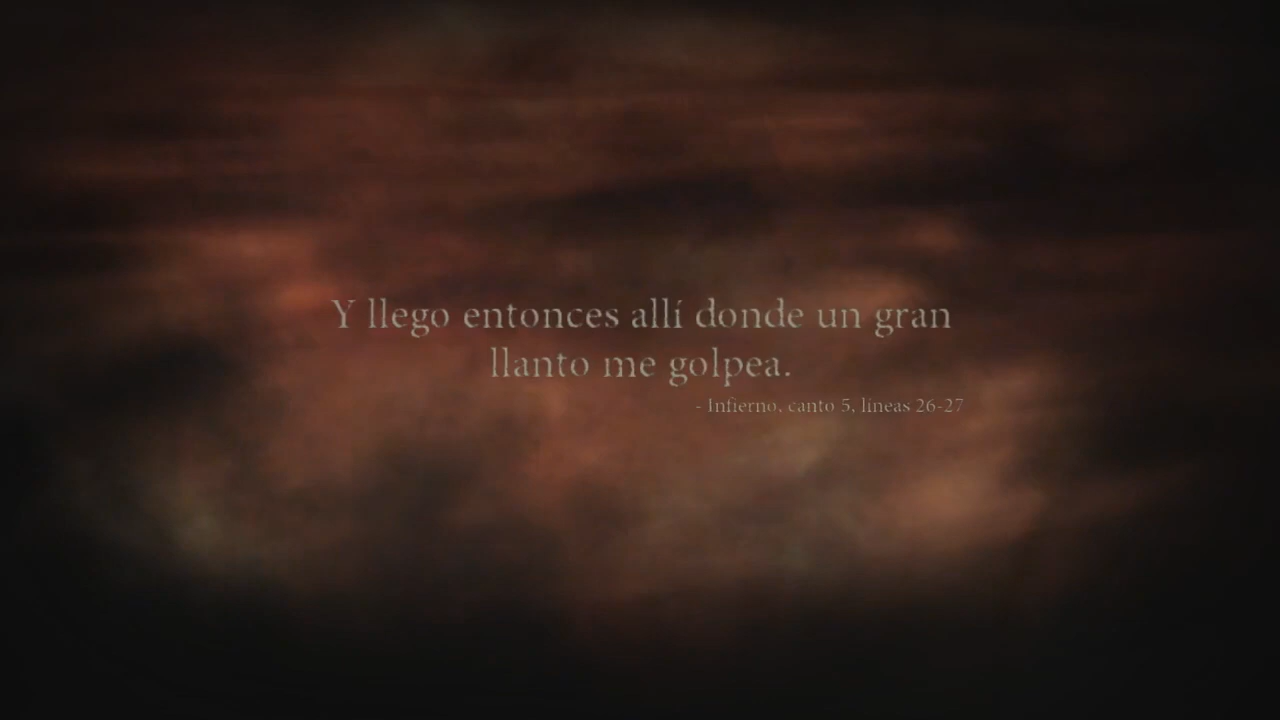 Y llego entonces allí donde un gran
llanto me golpea.
- Infierno, canto 5, líneas 26-27